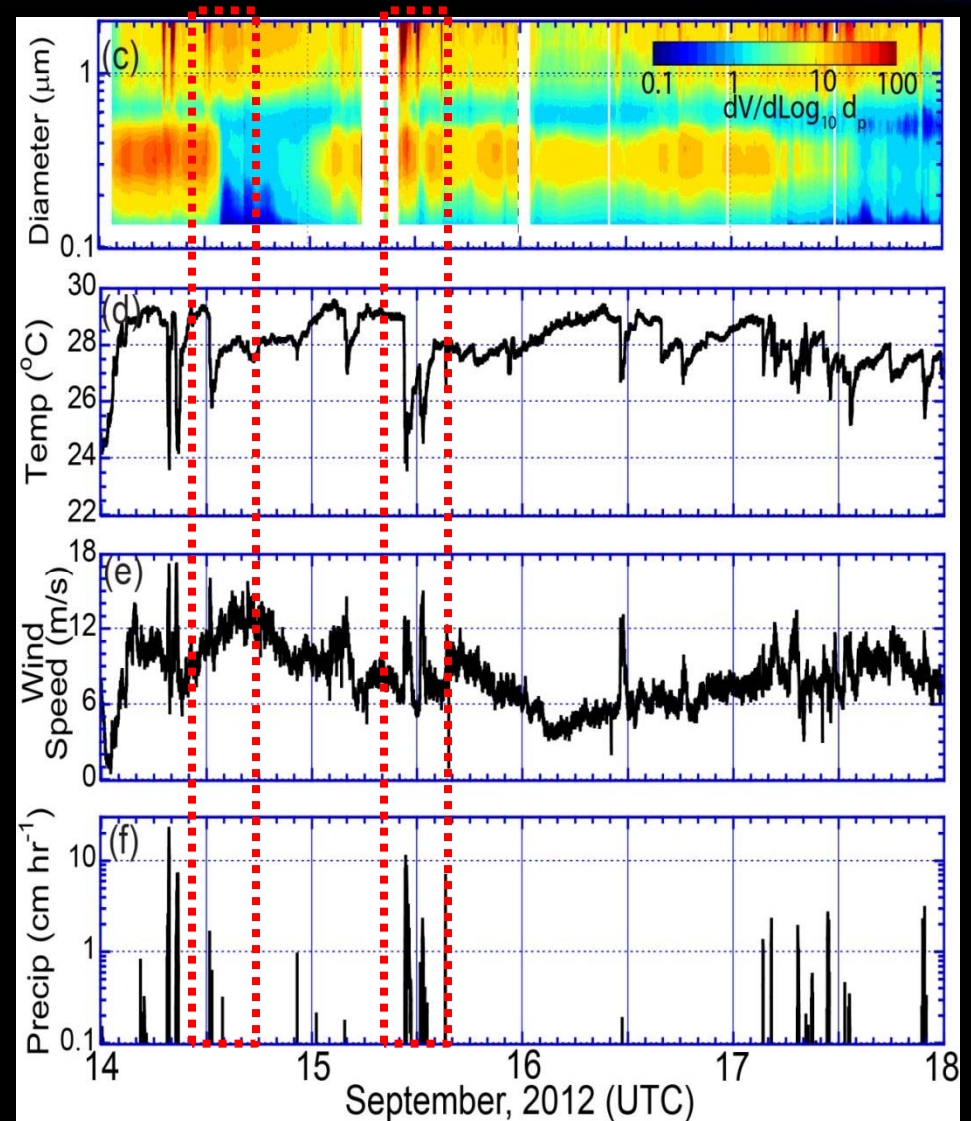 (c)
Diameter (µm)
1
0.1
0.1 1 10 100
dV/dLog₁₀ dₚ
(d)
Temp (°C)
30
28
26
24
22
(e)
Wind
Speed (m/s)
18
12
6
0
(f)
Precip (cm hr⁻¹)
10
1
0.1
14 15 16 17 18
September, 2012 (UTC)